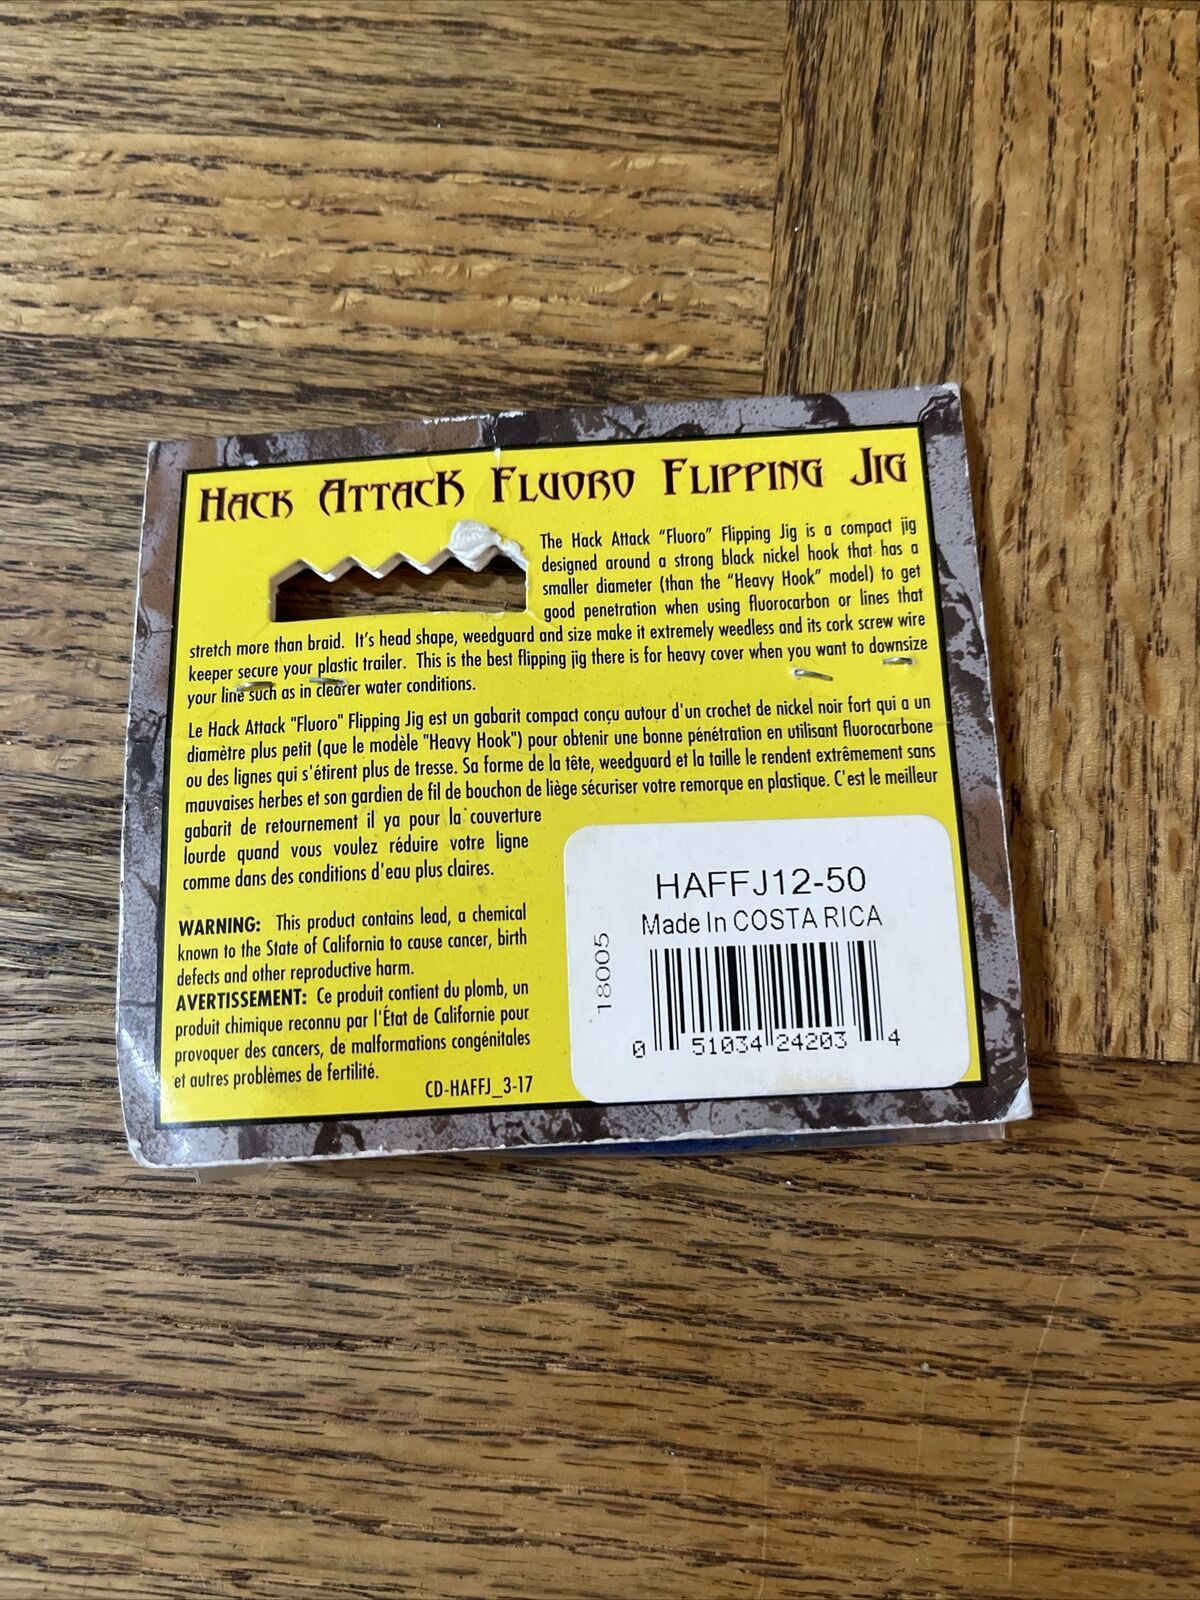 HACK ATTACK FLUORO FLIPPING JIG
The Hack Attack "Fluoro" Flipping Jig is a compact jig
designed around a strong black nickel hook that has a
smaller diameter (than the "Heavy Hook" model) to get
good penetration when using fluorocarbon or lines that
stretch more than braid. It's head shape, weedguard and size make it extremely weedless and its cork screw wire
keeper secure your plastic trailer. This is the best flipping jig there is for heavy cover when you want to downsize
your line such as in clearer water conditions.
Le Hack Attack "Fluoro" Flipping Jig est un gabarit compact conçu autour d'un crochet de nickel noir fort qui a un
diamètre plus petit (que le modèle "Heavy Hook") pour obtenir une bonne pénétration en utilisant fluorocarbone
ou des lignes qui s'étirent plus de tresse. Sa forme de la tête, weedguard et la taille le rendent extrêmement sans
mauvaises herbes et son gardien de fil de bouchon de liège sécuriser votre remorque en plastique. C'est le meilleur
gabarit de retournement il ya pour la couverture
lourde quand vous voulez réduire votre ligne
comme dans des conditions d'eau plus claires.
WARNING: This product contains lead, a chemical
known to the State of California to cause cancer, birth
defects and other reproductive harm.
AVERTISSEMENT: Ce produit contient du plomb, un
produit chimique reconnu par l'État de Californie pour
provoquer des cancers, de malformations congénitales
et autres problèmes de fertilité.
CD-HAFFJ_3-17
HAFFJ12-50
Made In COSTA RICA
18005
0 51034 24203 4